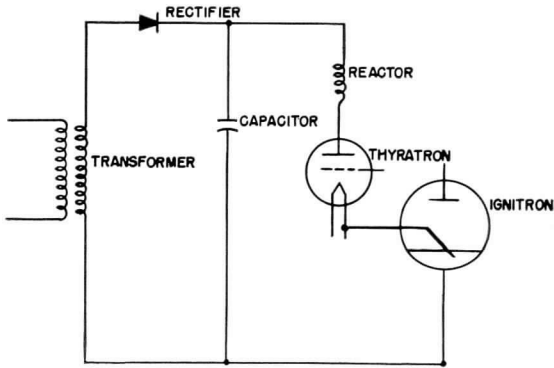 RECTIFIER
REACTOR
CAPACITOR
THYRATRON
TRANSFORMER
IGNITRON